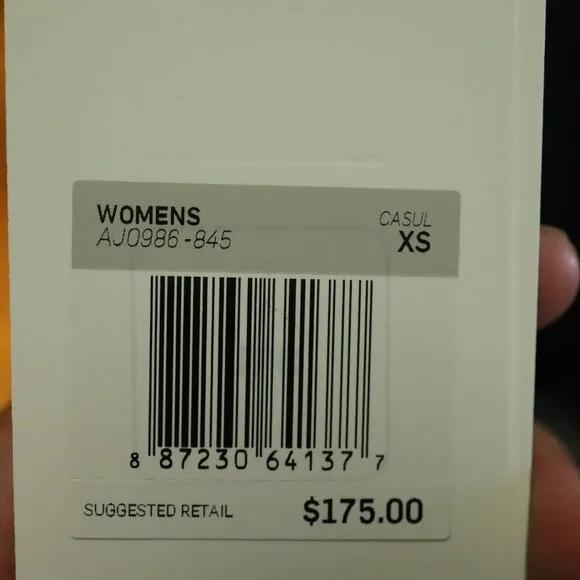 WOMENS
AJ0986-845
CASUL
XS
8 87230 64137 7
SUGGESTED RETAIL $175.00